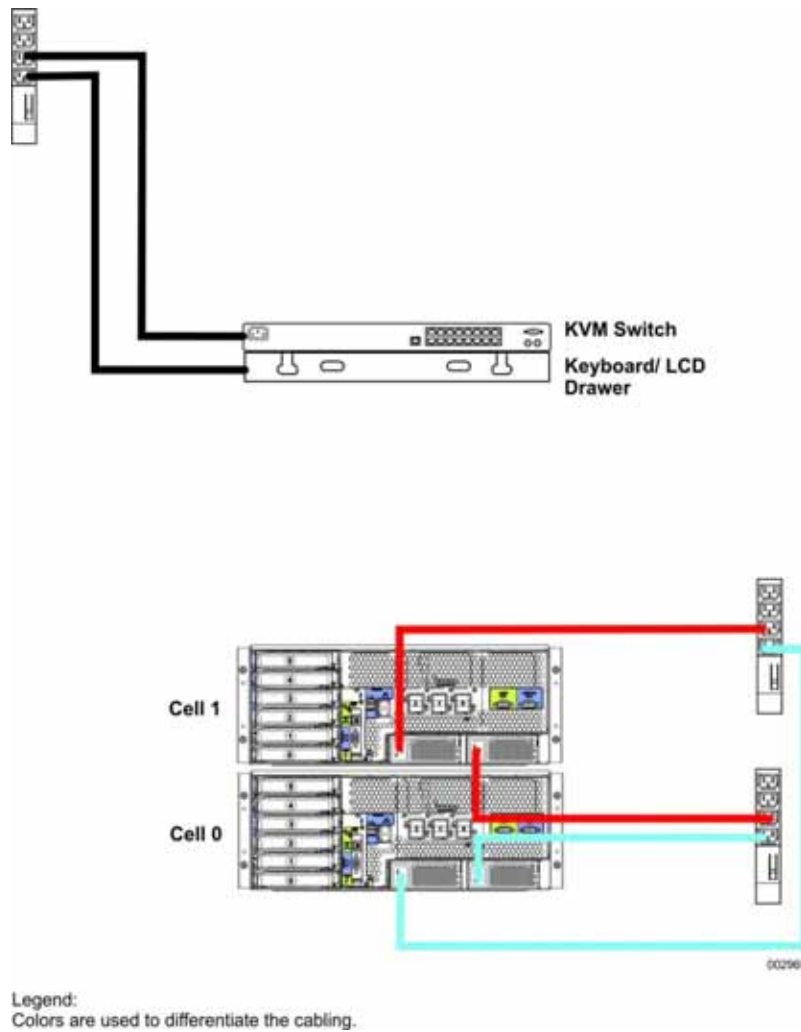 KVM Switch
Keyboard/ LCD
Drawer
Cell 1
Cell 0
00296
Legend:
Colors are used to differentiate the cabling.